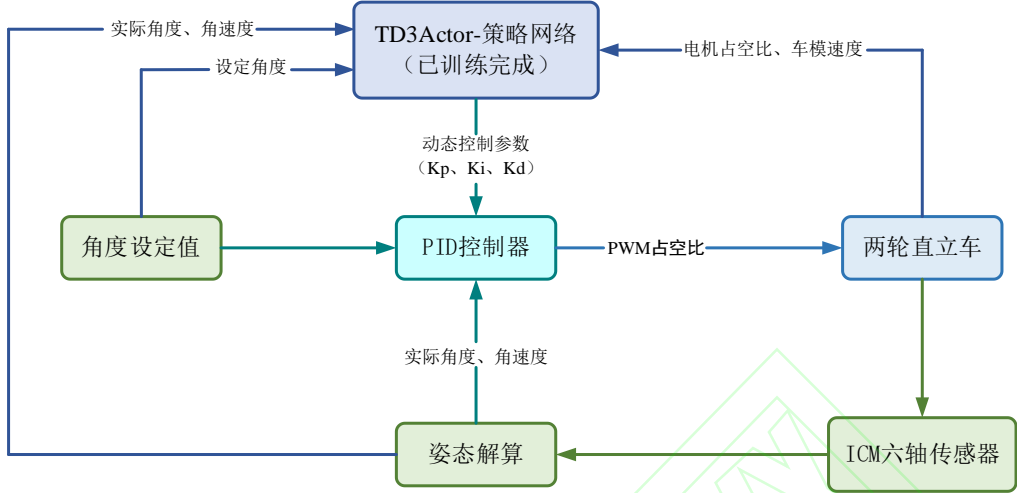 实际角度、角速度
TD3Actor-策略网络
（已训练完成）
电机占空比、车模速度
设定角度
动态控制参数
（Kp、Ki、Kd）
角度设定值
PID控制器
PWM占空比
两轮直立车
实际角度、角速度
姿态解算
ICM六轴传感器